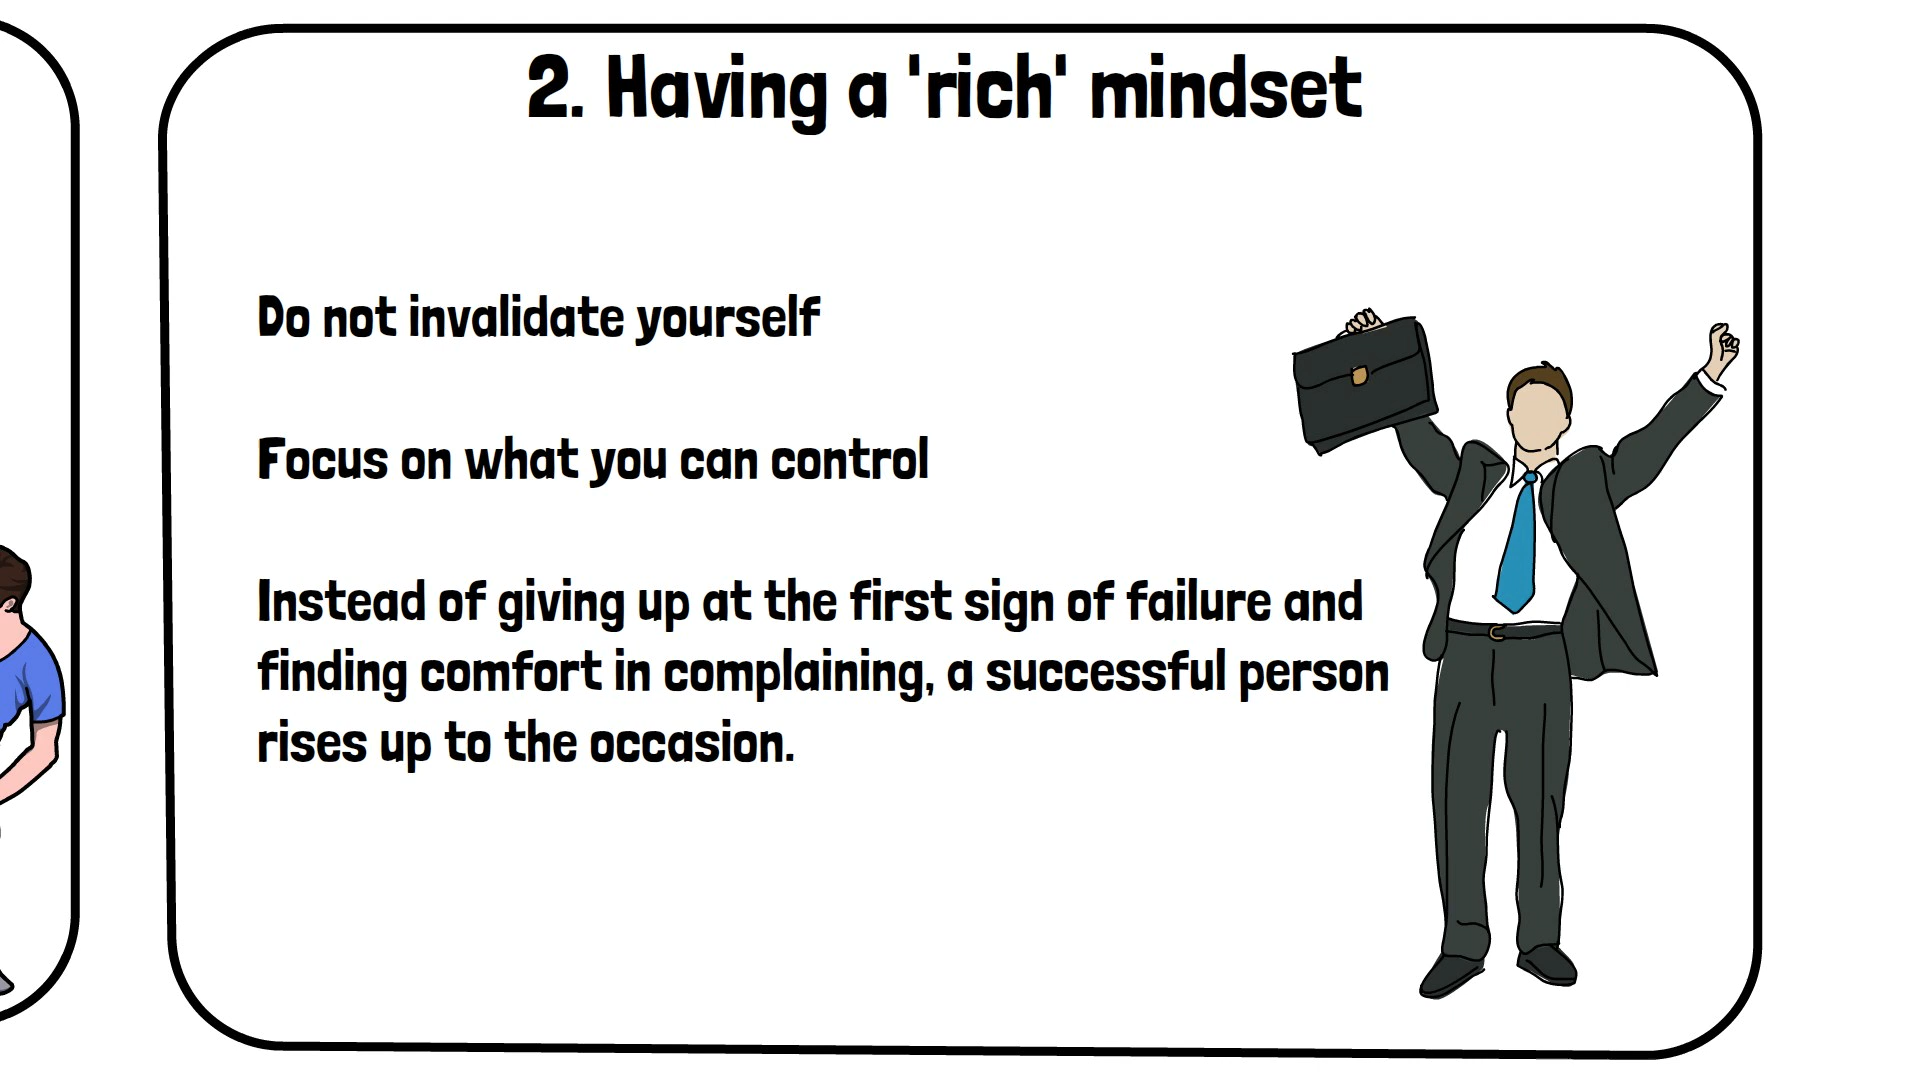 2. Having a 'rich' mindset
Do not invalidate yourself
Focus on what you can control
Instead of giving up at the first sign of failure and
finding comfort in complaining, a successful person
rises up to the occasion.